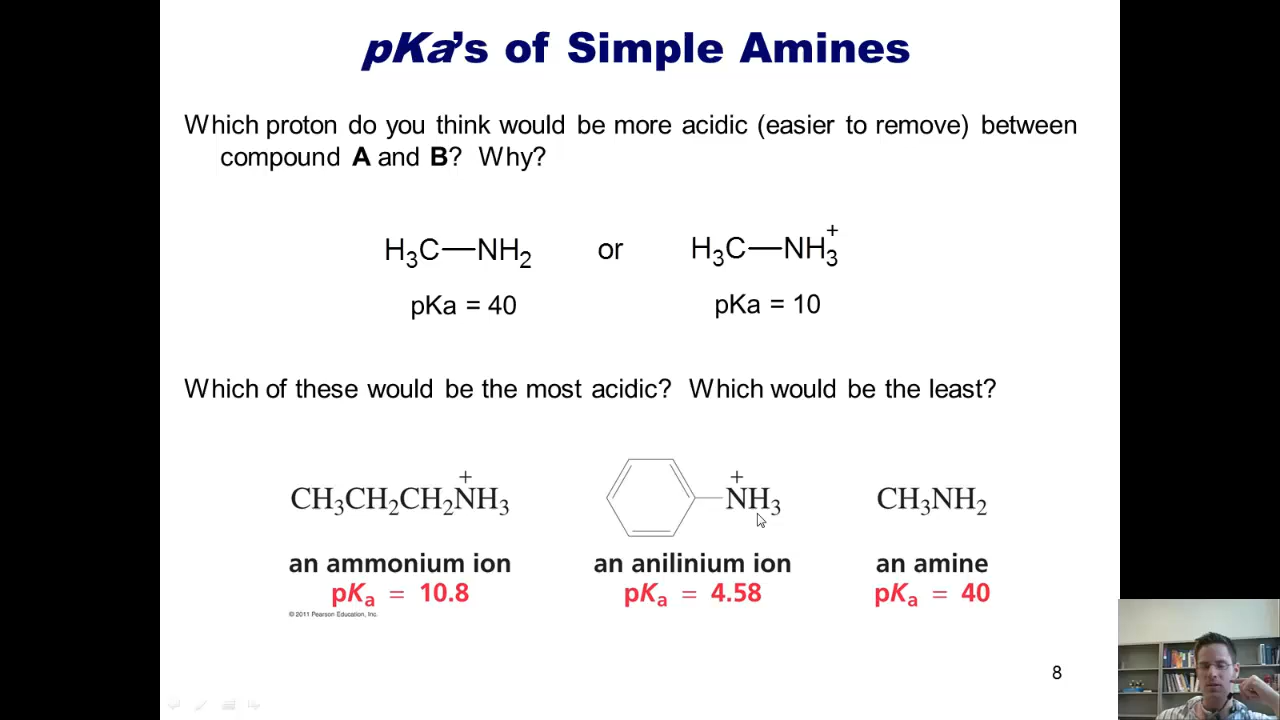 pKa's of Simple Amines
Which proton do you think would be more acidic (easier to remove) between
compound A and B? Why?
H₃C—NH₂ or H₃C—NH₃⁺
pKa = 40 pKa = 10
Which of these would be the most acidic? Which would be the least?
CH₃CH₂CH₂N⁺H₃ N⁺H₃ CH₃NH₂
an ammonium ion an anilinium ion an amine
pKₐ = 10.8 pKₐ = 4.58 pKₐ = 40
© 2011 Pearson Education, Inc.
8